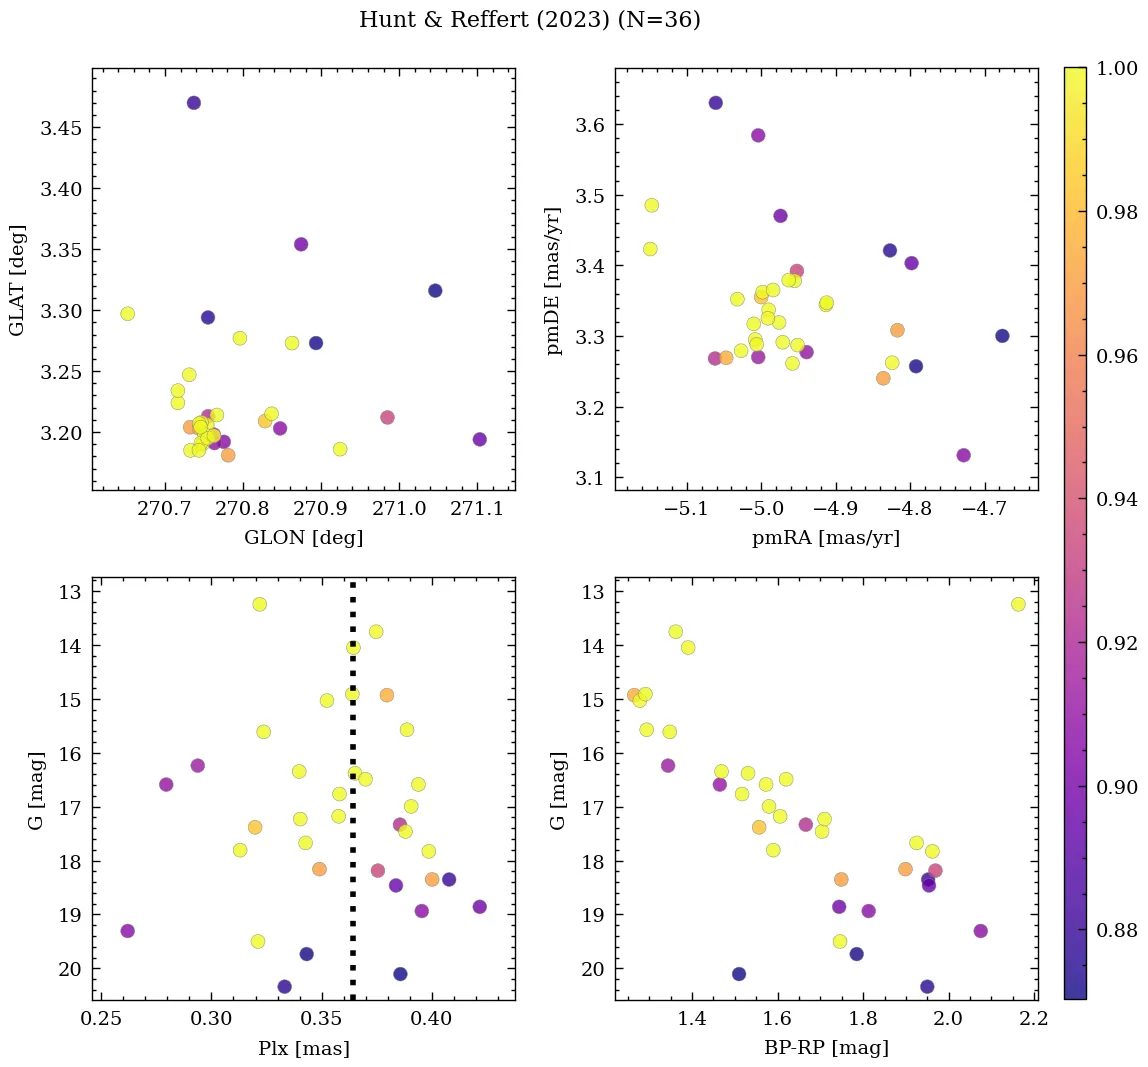 Hunt & Reffert (2023) (N=36)
3.45
3.40
3.35
3.30
3.25
3.20
GLAT [deg]
270.7 270.8 270.9 271.0 271.1
GLON [deg]
3.6
3.5
3.4
3.3
3.2
3.1
pmDE [mas/yr]
−5.1 −5.0 −4.9 −4.8 −4.7
pmRA [mas/yr]
13
14
15
16
17
18
19
20
G [mag]
0.25 0.30 0.35 0.40
Plx [mas]
13
14
15
16
17
18
19
20
G [mag]
1.4 1.6 1.8 2.0 2.2
BP-RP [mag]
1.00
0.98
0.96
0.94
0.92
0.90
0.88